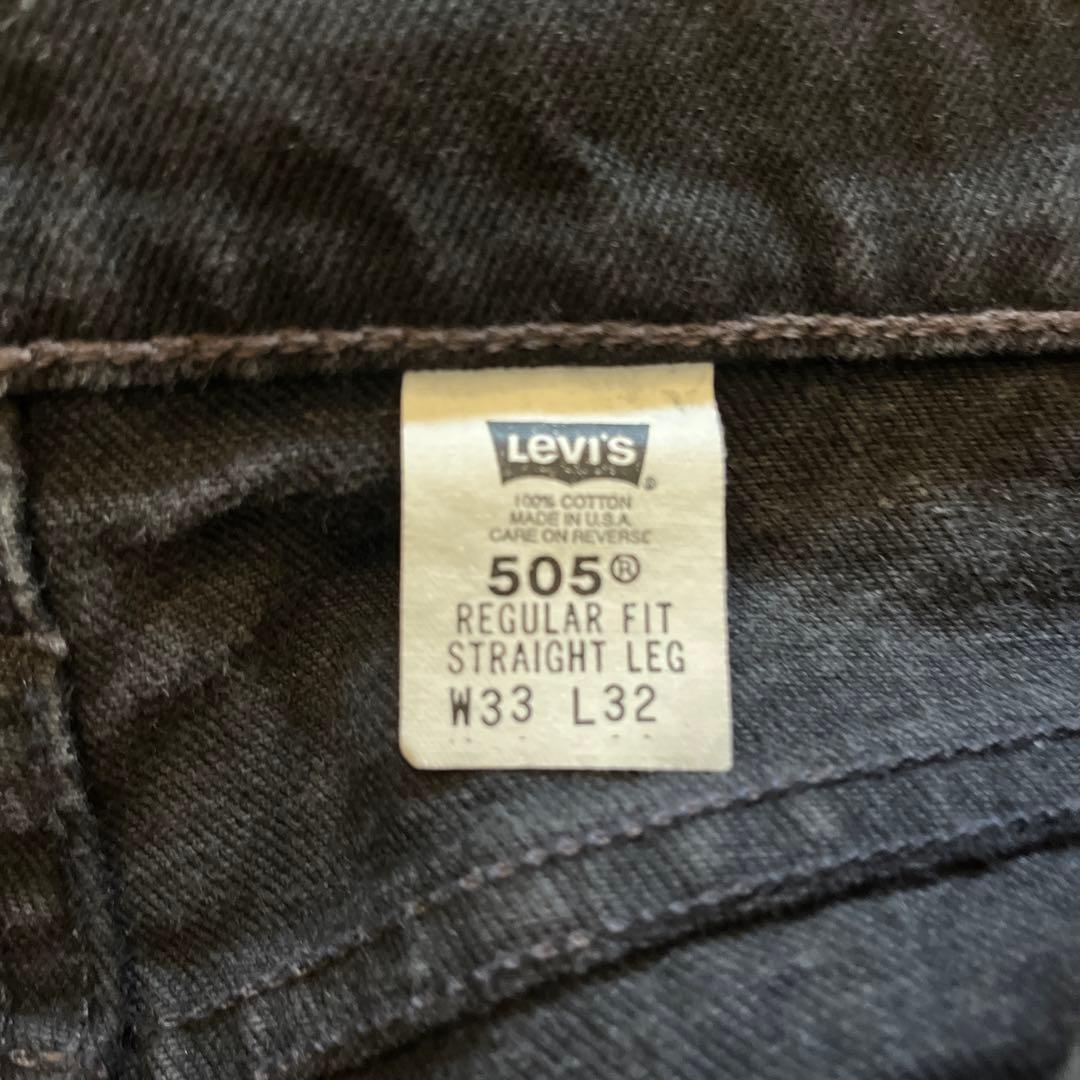 Levi's
®
100% COTTON
MADE IN U.S.A.
CARE ON REVERSE
505®
REGULAR FIT
STRAIGHT LEG
W33 L32